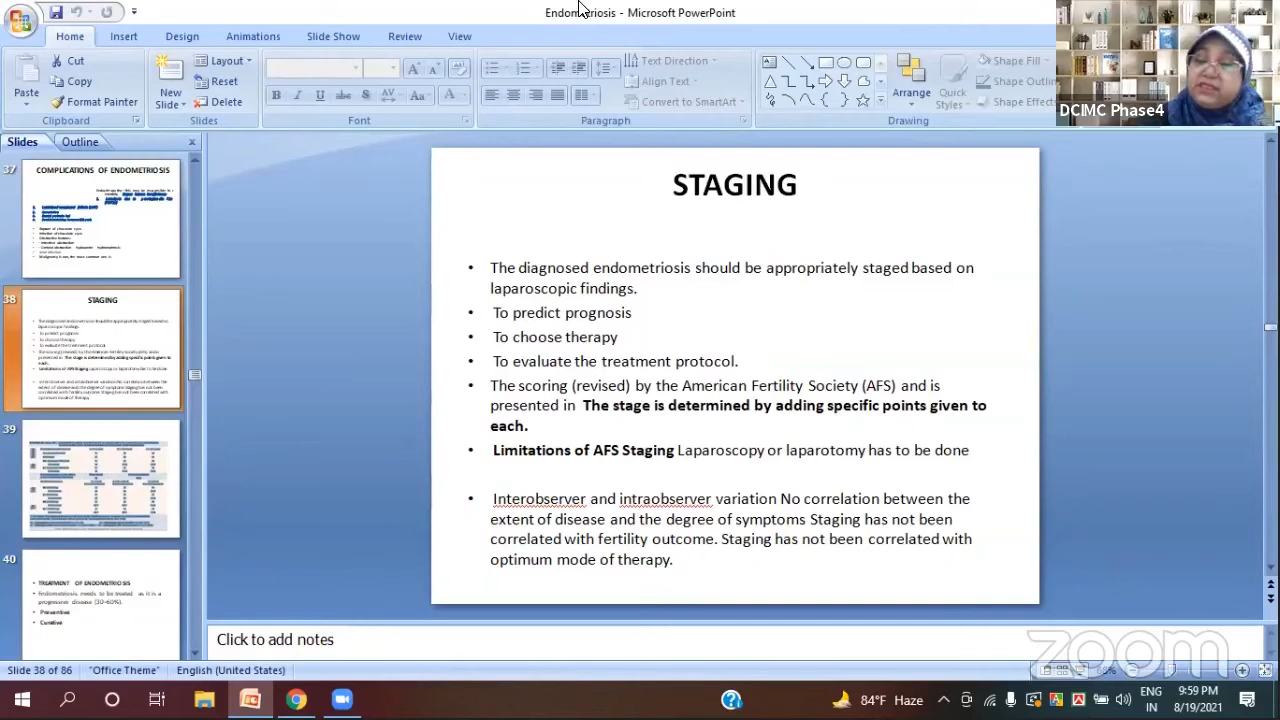 Endometriosis - Microsoft PowerPoint
Home Insert Design Animations Slide Show Review View
Cut
Copy
Format Painter
Paste
Clipboard
New
Slide
Layout
Reset
Delete
Slides
Font
Text Direction
Align Text
Convert to SmartArt
Paragraph
Arrange
Quick
Styles
Shape Fill
Shape Outline
Shape Effects
Drawing
DCIMC Phase4
Slides Outline
37
COMPLICATIONS OF ENDOMETRIOSIS
38
STAGING
39
40
TREATMENT OF ENDOMETRIOSIS
Endometriosis needs to be treated as it is a
progressive disease (30-60%).
Preventive
Curative
STAGING
• The diagnosed endometriosis should be appropriately staged based on
laparoscopic findings.
• To predict prognosis
• To choose therapy
• To evaluate the treatment protocol.
• The scoring (revised) by the American Fertility Society (AFS) and is
presented in The stage is determined by adding specific points given to
each.
• Limitations of AFS Staging Laparoscopy or laparotomy has to be done
• Interobserver and intraobserver variation No correlation between the
extent of disease and the degree of symptoms Staging has not been
correlated with fertility outcome. Staging has not been correlated with
optimum mode of therapy.
Click to add notes
zoom
Slide 38 of 86 "Office Theme" English (United States)
84°F Haze
ENG
IN
9:59 PM
8/19/2021